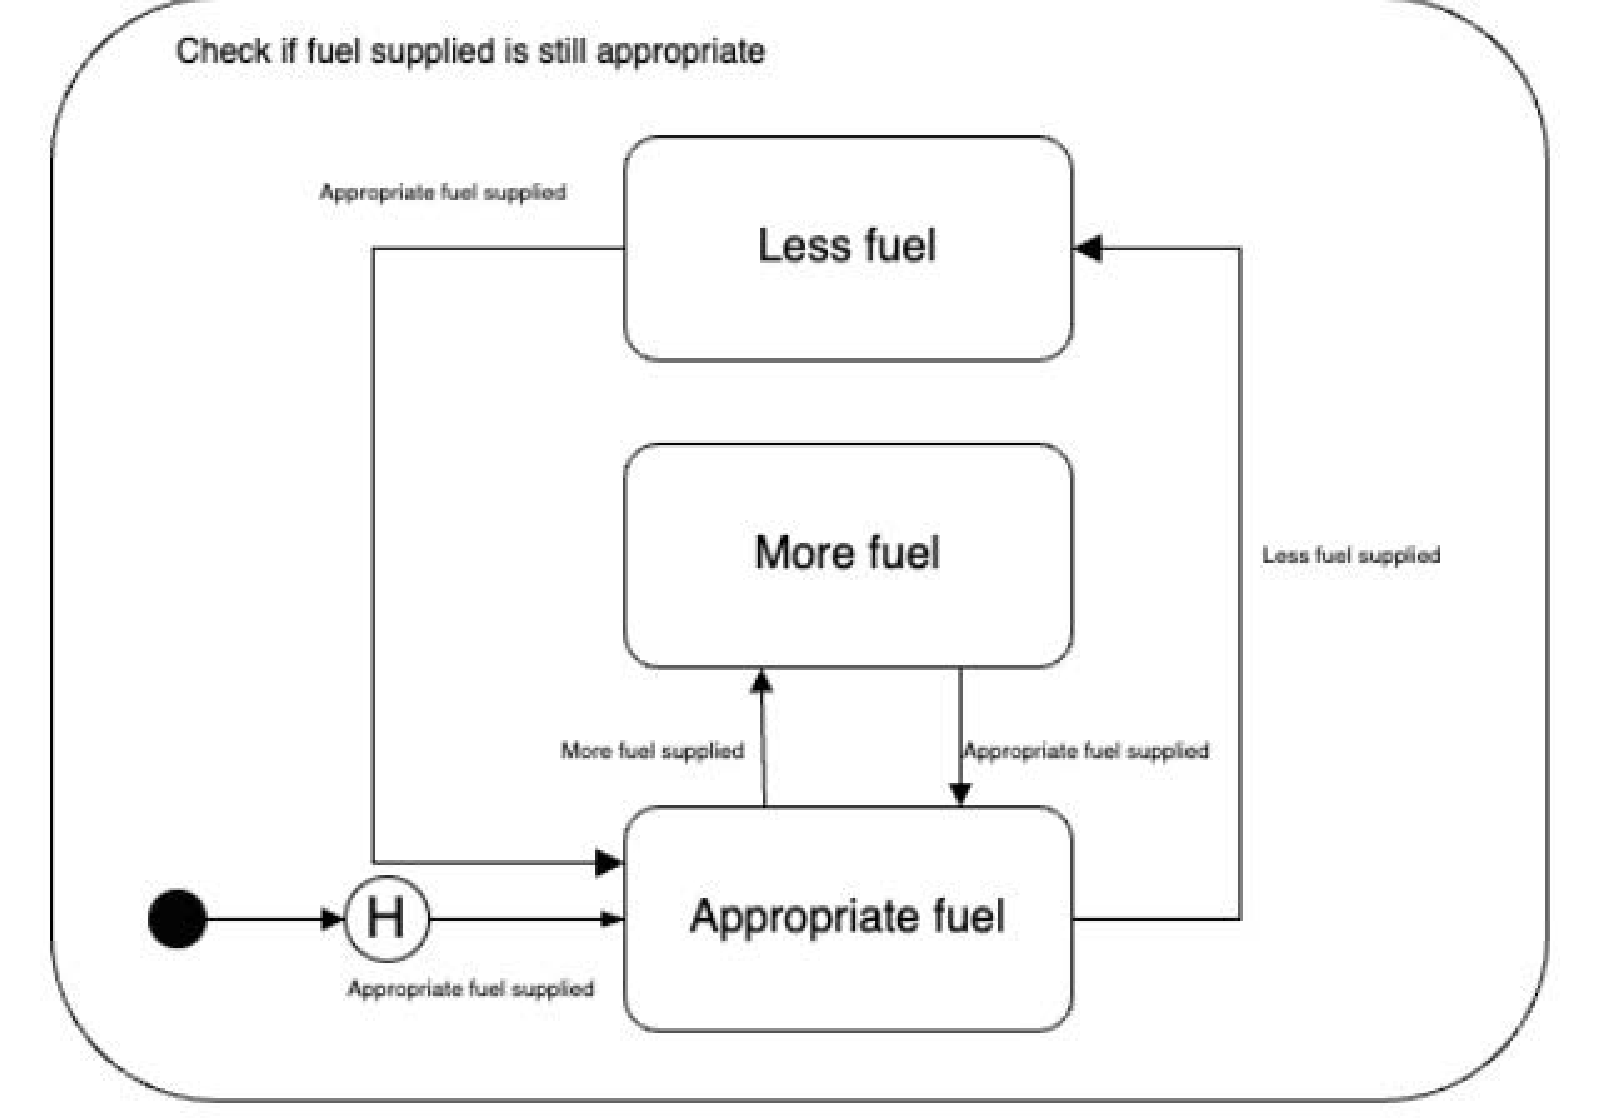 Check if fuel supplied is still appropriate
Appropriate fuel supplied
Less fuel
More fuel
Less fuel supplied
More fuel supplied
Appropriate fuel supplied
H
Appropriate fuel
Appropriate fuel supplied